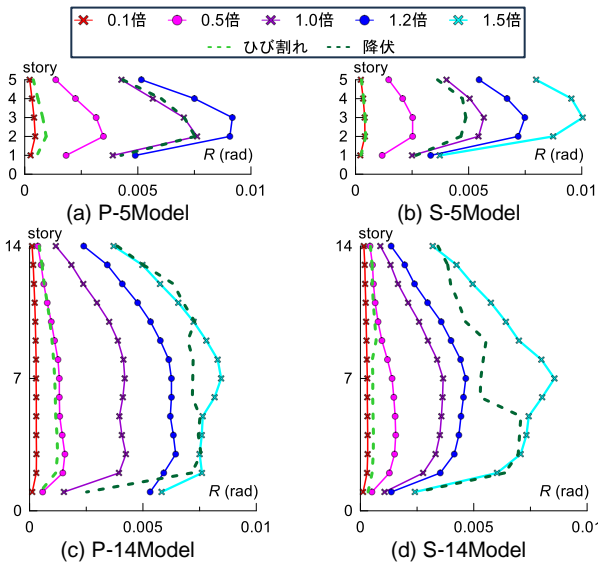 0.1倍 0.5倍 1.0倍 1.2倍 1.5倍
ひび割れ 降伏
story
5
4
3
2
1
R (rad)
0 0.005 0.01
(a) P-5Model
story
5
4
3
2
1
R (rad)
0 0.005 0.01
(b) S-5Model
story
14
7
0
R (rad)
0 0.005 0.01
(c) P-14Model
story
14
7
0
R (rad)
0 0.005 0.01
(d) S-14Model